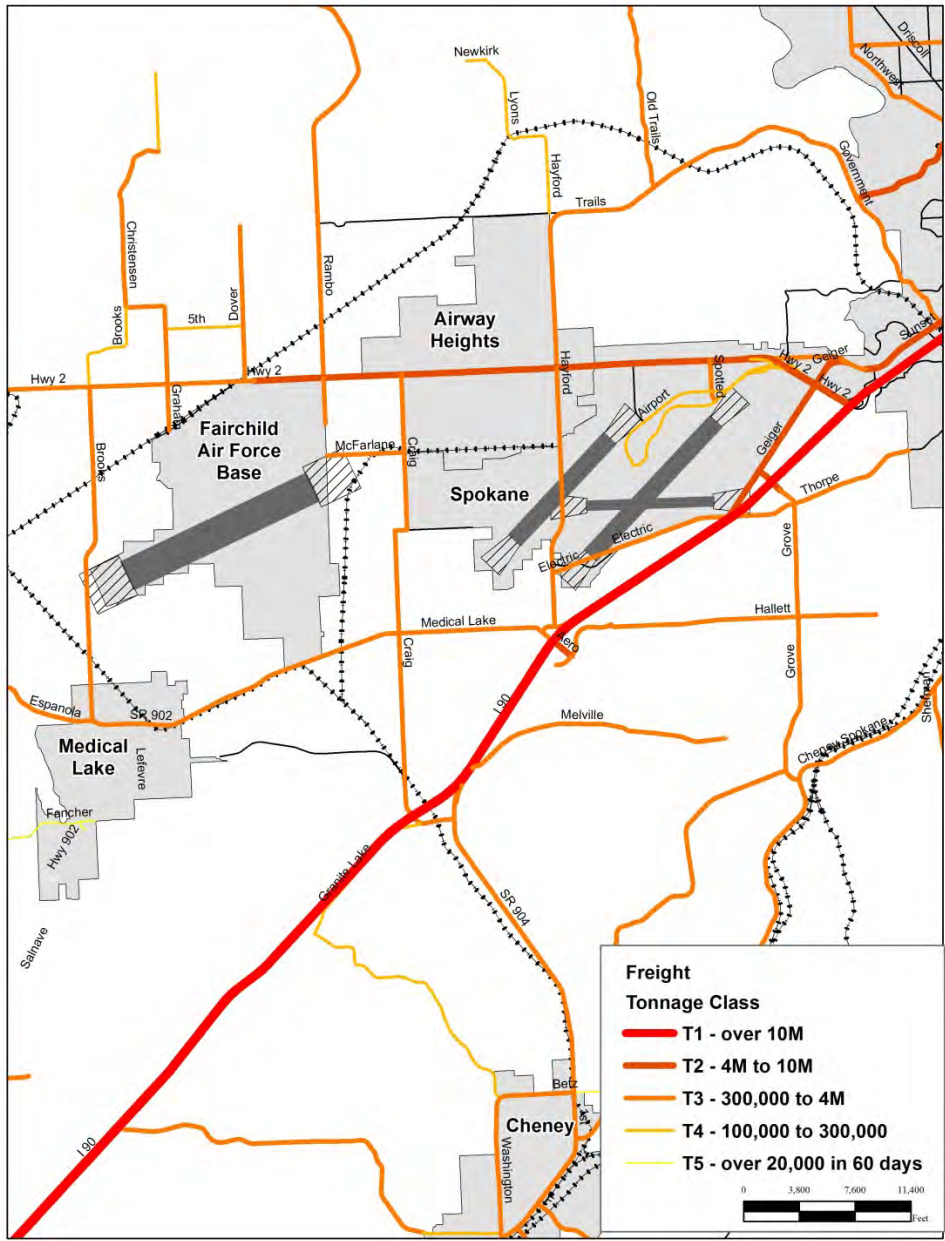 Newkirk
Driscoll
Northwest
Lyons
Old Trails
Government
Hayford
Trails
Christensen
Rambo
Dover
5th
Brooks
Airway
Heights
Sunset
Hwy 2
Hwy 2
Hayford
Spotted
Hwy 2
Geiger
Hwy 2
Graham
Airport
Fairchild
Air Force
Base
McFarlane
Craig
Geiger
Brooks
Spokane
Thorpe
Electric
Electric
Grove
Medical Lake
Hallett
Aero
Craig
Grove
Espanola
SR 902
I 90
Melville
Sherman
Cheney Spokane
Medical
Lake
Lefevre
Fancher
Hwy 902
Granite Lake
SR 904
Salnave
Betz
1st
Cheney
Washington
I 90
Freight
Tonnage Class
T1 - over 10M
T2 - 4M to 10M
T3 - 300,000 to 4M
T4 - 100,000 to 300,000
T5 - over 20,000 in 60 days
0 3,800 7,600 11,400
Feet